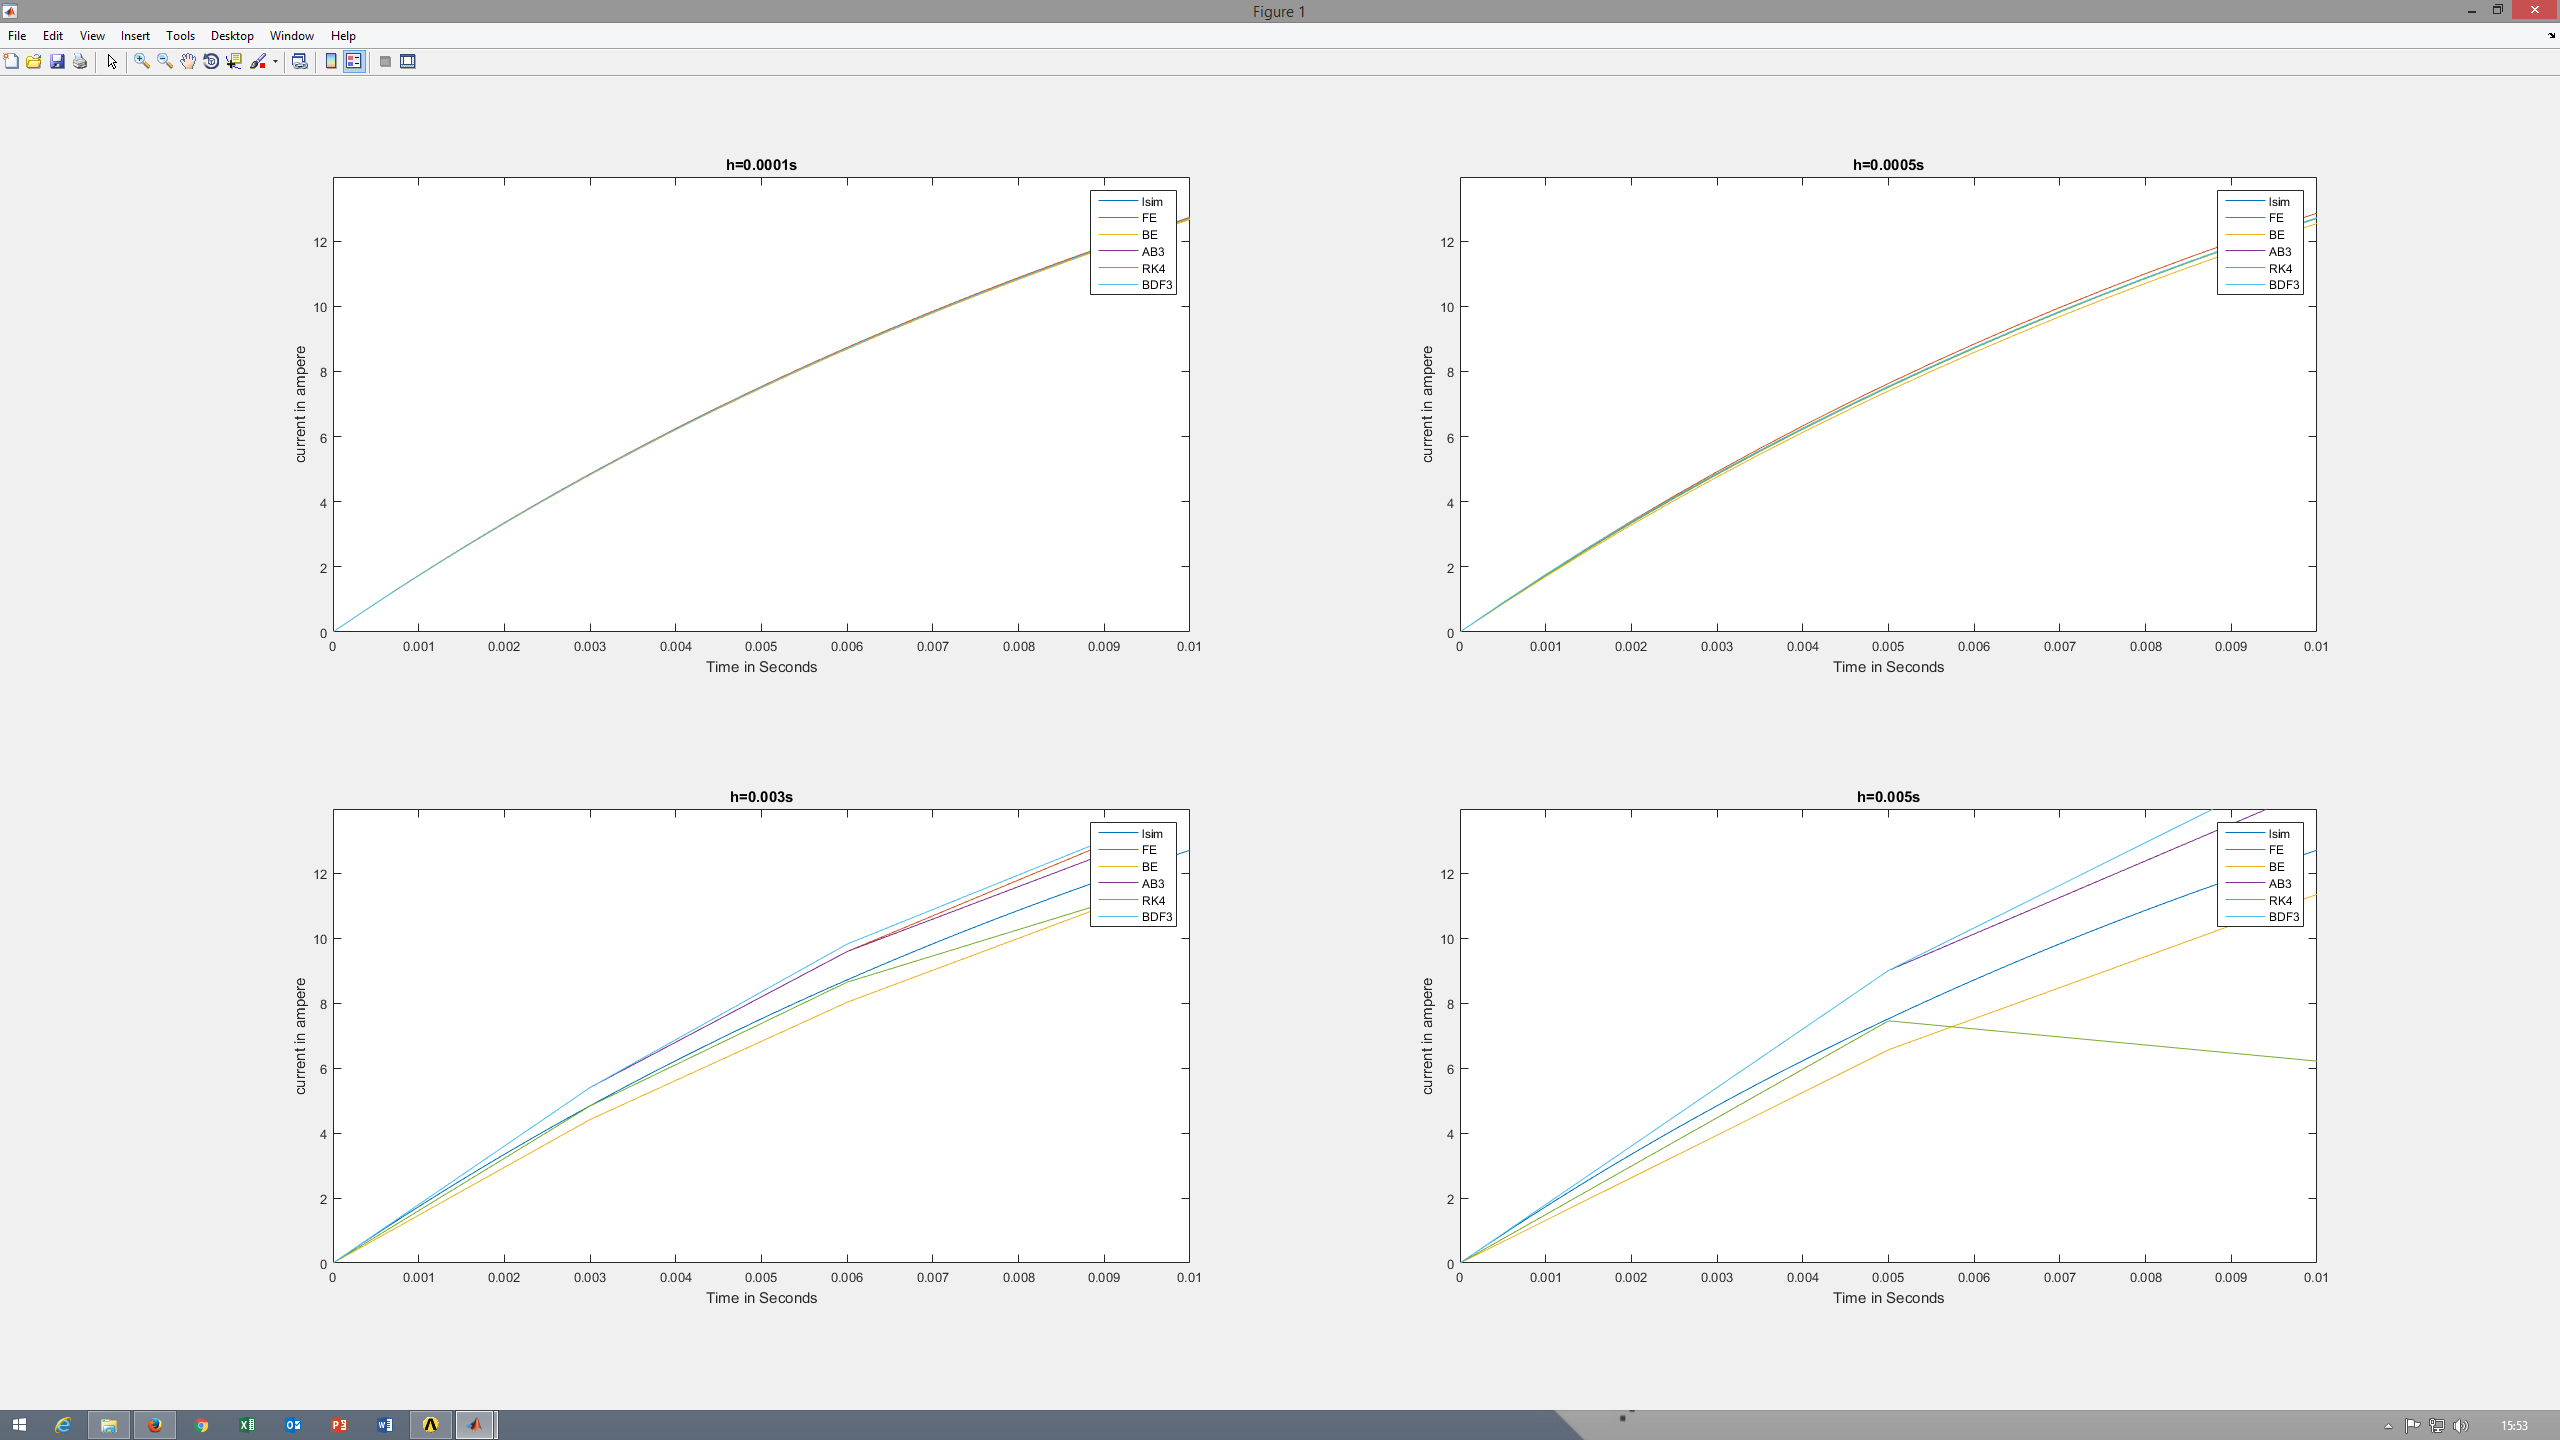 Figure 1
File Edit View Insert Tools Desktop Window Help
h=0.0001s
current in ampere
12
10
8
6
4
2
0
0 0.001 0.002 0.003 0.004 0.005 0.006 0.007 0.008 0.009 0.01
Time in Seconds
lsim
FE
BE
AB3
RK4
BDF3
h=0.0005s
current in ampere
12
10
8
6
4
2
0
0 0.001 0.002 0.003 0.004 0.005 0.006 0.007 0.008 0.009 0.01
Time in Seconds
lsim
FE
BE
AB3
RK4
BDF3
h=0.003s
current in ampere
12
10
8
6
4
2
0
0 0.001 0.002 0.003 0.004 0.005 0.006 0.007 0.008 0.009 0.01
Time in Seconds
lsim
FE
BE
AB3
RK4
BDF3
h=0.005s
current in ampere
12
10
8
6
4
2
0
0 0.001 0.002 0.003 0.004 0.005 0.006 0.007 0.008 0.009 0.01
Time in Seconds
lsim
FE
BE
AB3
RK4
BDF3
15:53